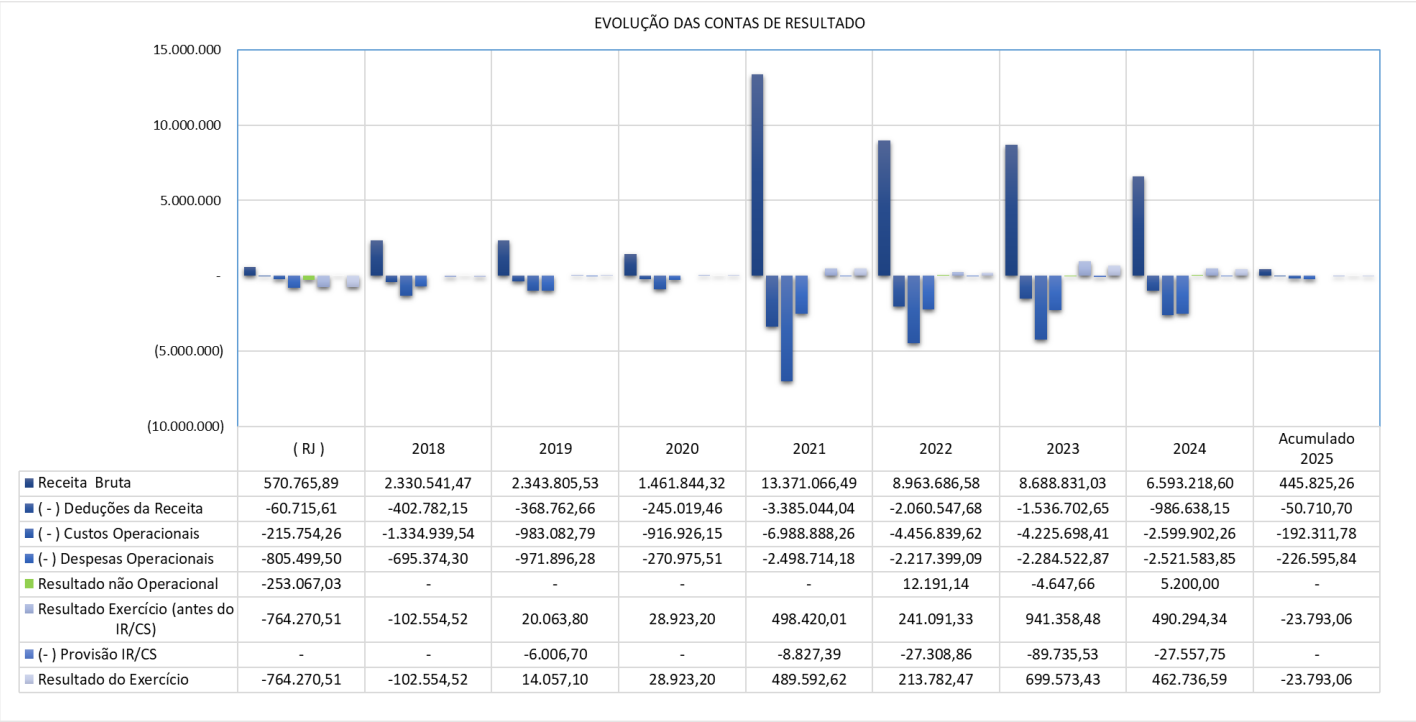 EVOLUÇÃO DAS CONTAS DE RESULTADO
15.000.000
10.000.000
5.000.000
-
(5.000.000)
(10.000.000)
( RJ ) 2018 2019 2020 2021 2022 2023 2024 Acumulado
2025
Receita Bruta 570.765,89 2.330.541,47 2.343.805,53 1.461.844,32 13.371.066,49 8.963.686,58 8.688.831,03 6.593.218,60 445.825,26
( - ) Deduções da Receita -60.715,61 -402.782,15 -368.762,66 -245.019,46 -3.385.044,04 -2.060.547,68 -1.536.702,65 -986.638,15 -50.710,70
( - ) Custos Operacionais -215.754,26 -1.334.939,54 -983.082,79 -916.926,15 -6.988.888,26 -4.456.839,62 -4.225.698,41 -2.599.902,26 -192.311,78
(-) Despesas Operacionais -805.499,50 -695.374,30 -971.896,28 -270.975,51 -2.498.714,18 -2.217.399,09 -2.284.522,87 -2.521.583,85 -226.595,84
Resultado não Operacional -253.067,03 - - - - 12.191,14 -4.647,66 5.200,00 -
Resultado Exercício (antes do
IR/CS) -764.270,51 -102.554,52 20.063,80 28.923,20 498.420,01 241.091,33 941.358,48 490.294,34 -23.793,06
(-) Provisão IR/CS - - -6.006,70 - -8.827,39 -27.308,86 -89.735,53 -27.557,75 -
Resultado do Exercício -764.270,51 -102.554,52 14.057,10 28.923,20 489.592,62 213.782,47 699.573,43 462.736,59 -23.793,06